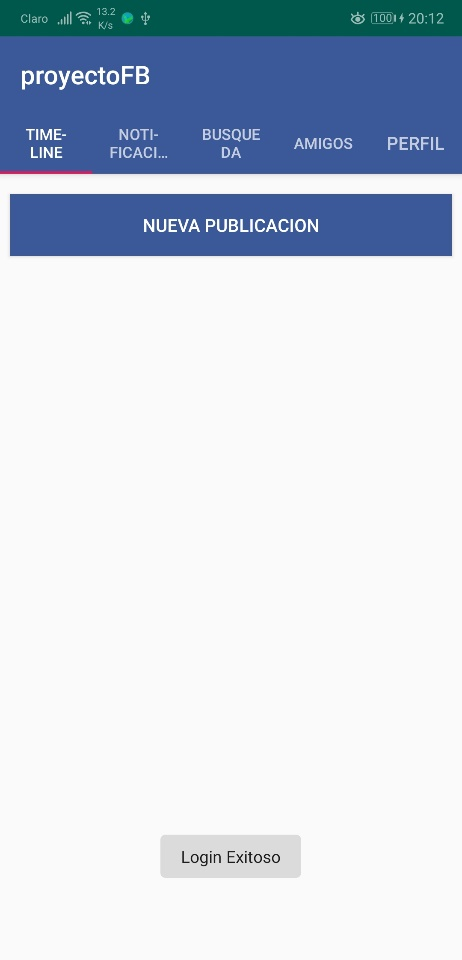 Claro 13.2 K/s 100 20:12
proyectoFB
TIME-
LINE
NOTI-
FICACI...
BUSQUE
DA
AMIGOS
PERFIL
NUEVA PUBLICACION
Login Exitoso